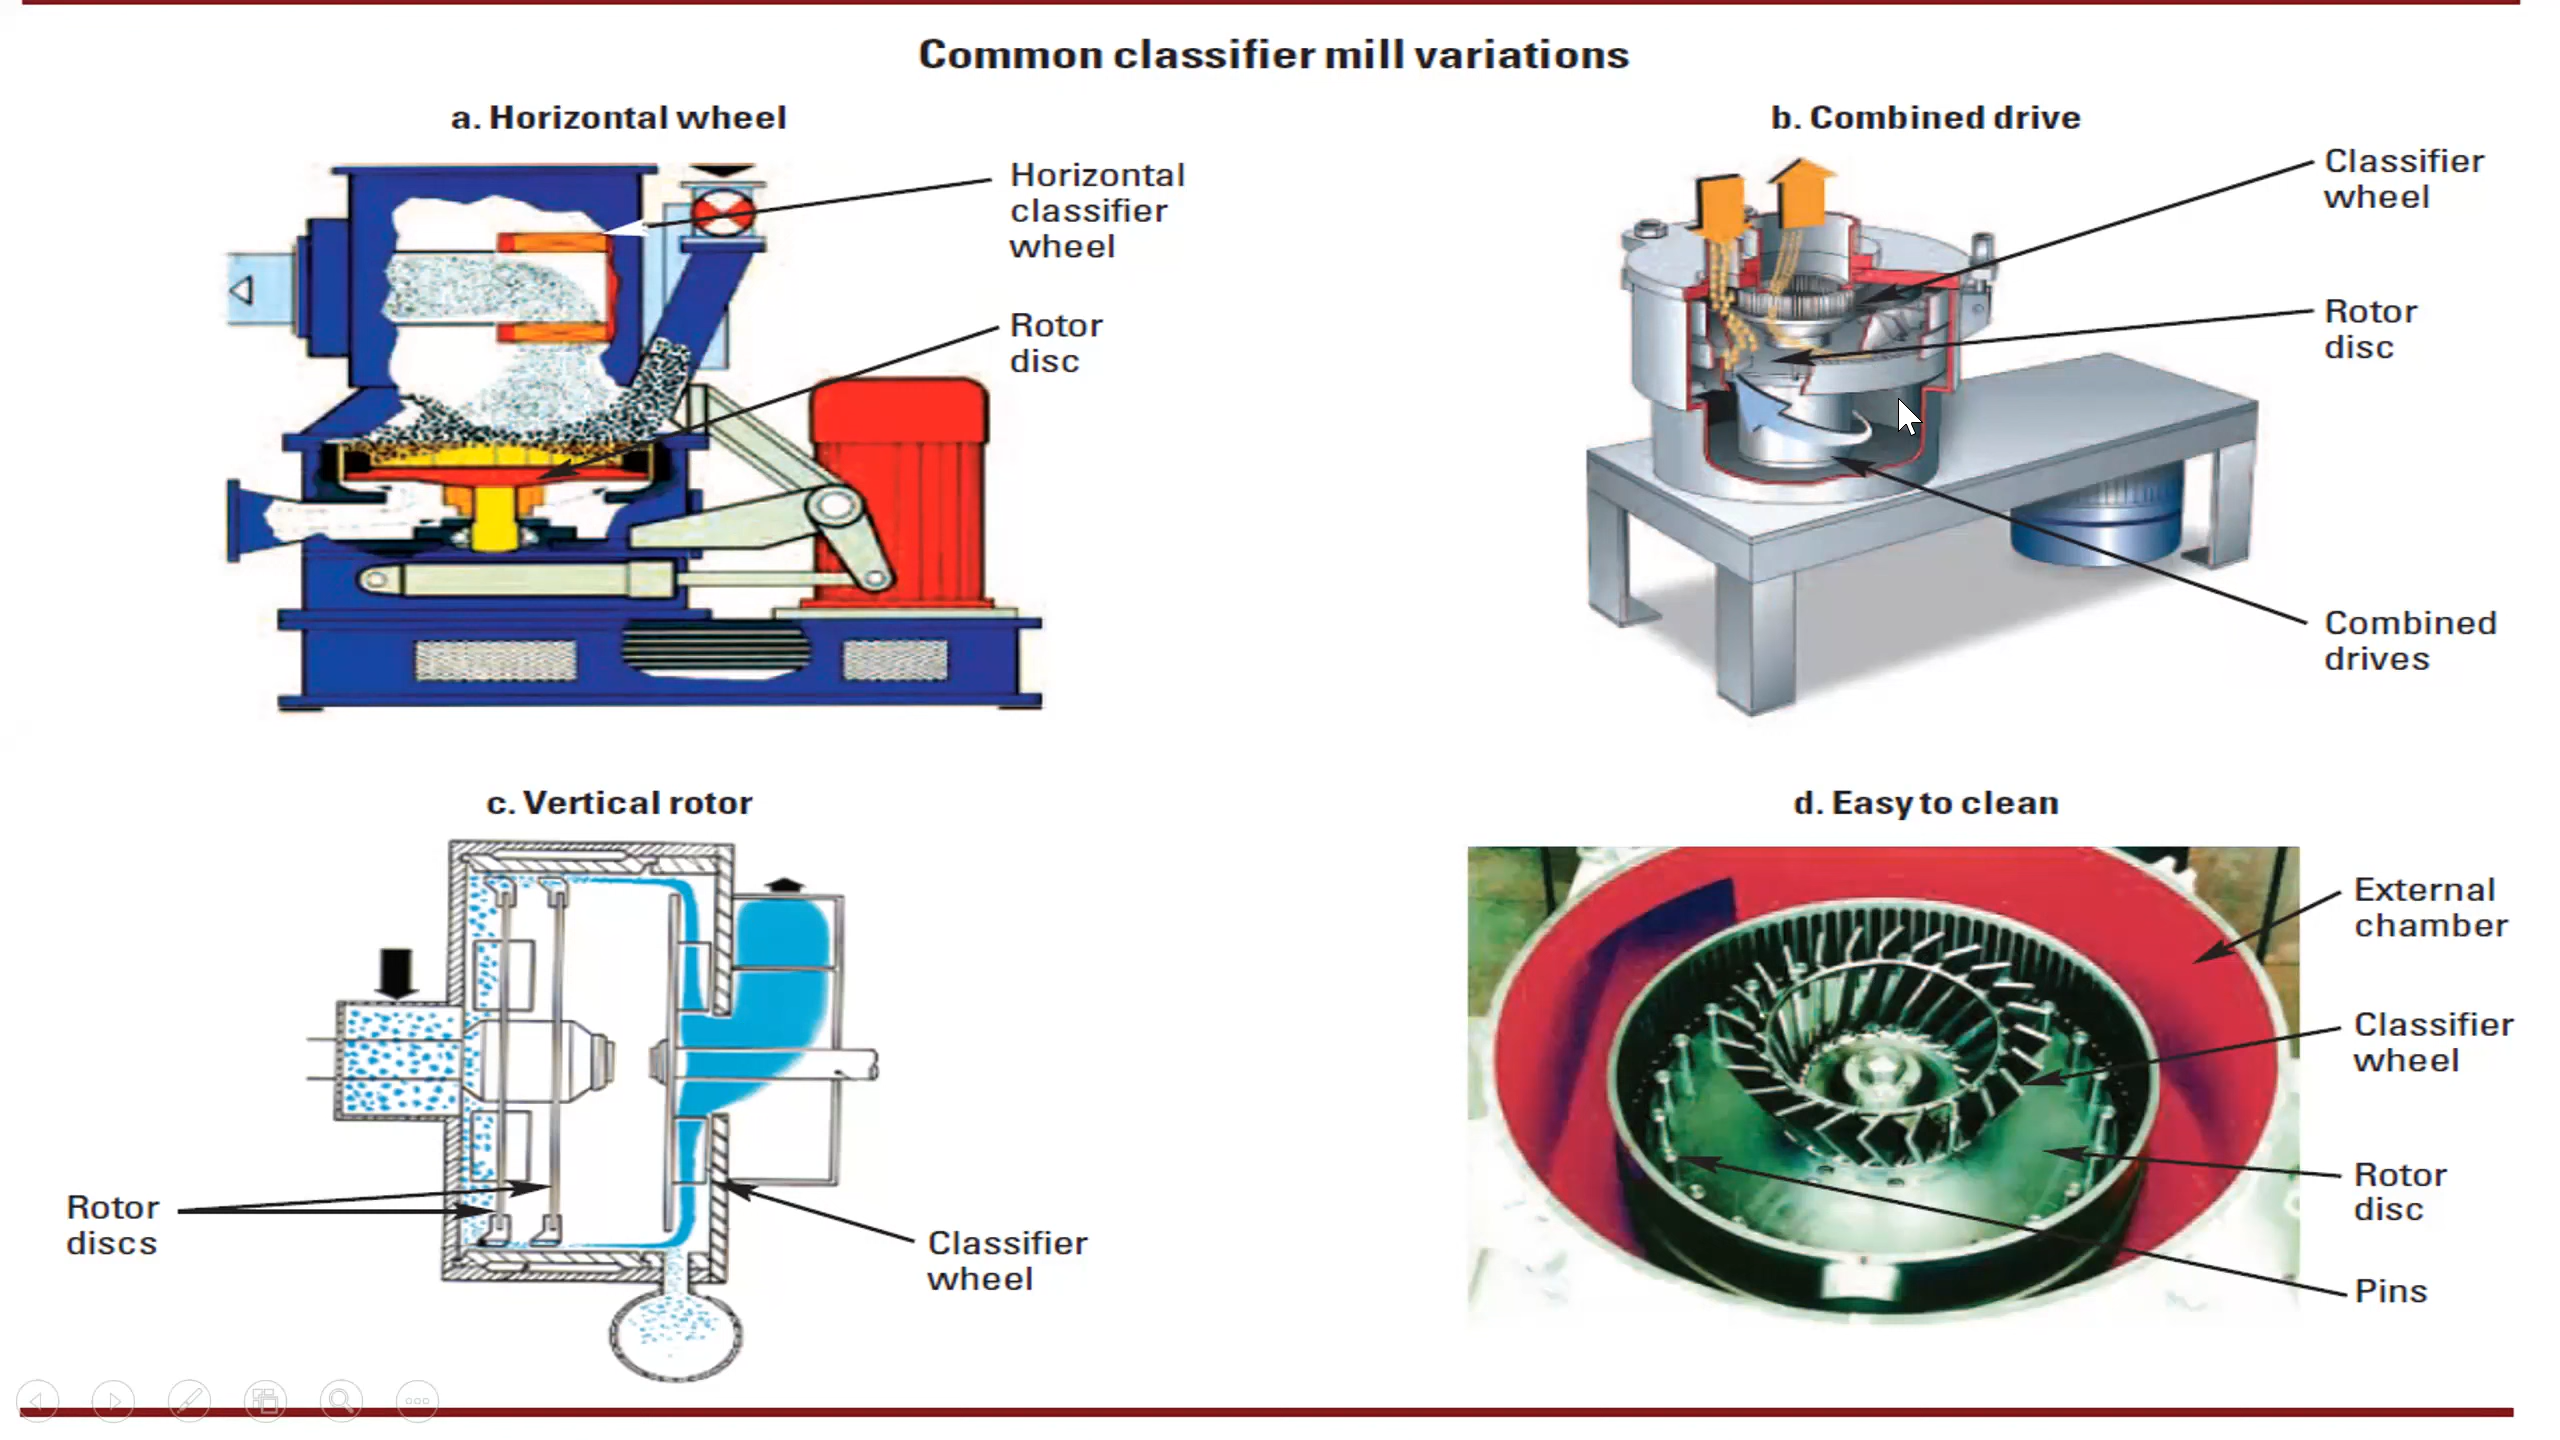 Common classifier mill variations
a. Horizontal wheel
Horizontal
classifier
wheel
Rotor
disc
b. Combined drive
Classifier
wheel
Rotor
disc
Combined
drives
c. Vertical rotor
Rotor
discs
Classifier
wheel
d. Easy to clean
External
chamber
Classifier
wheel
Rotor
disc
Pins